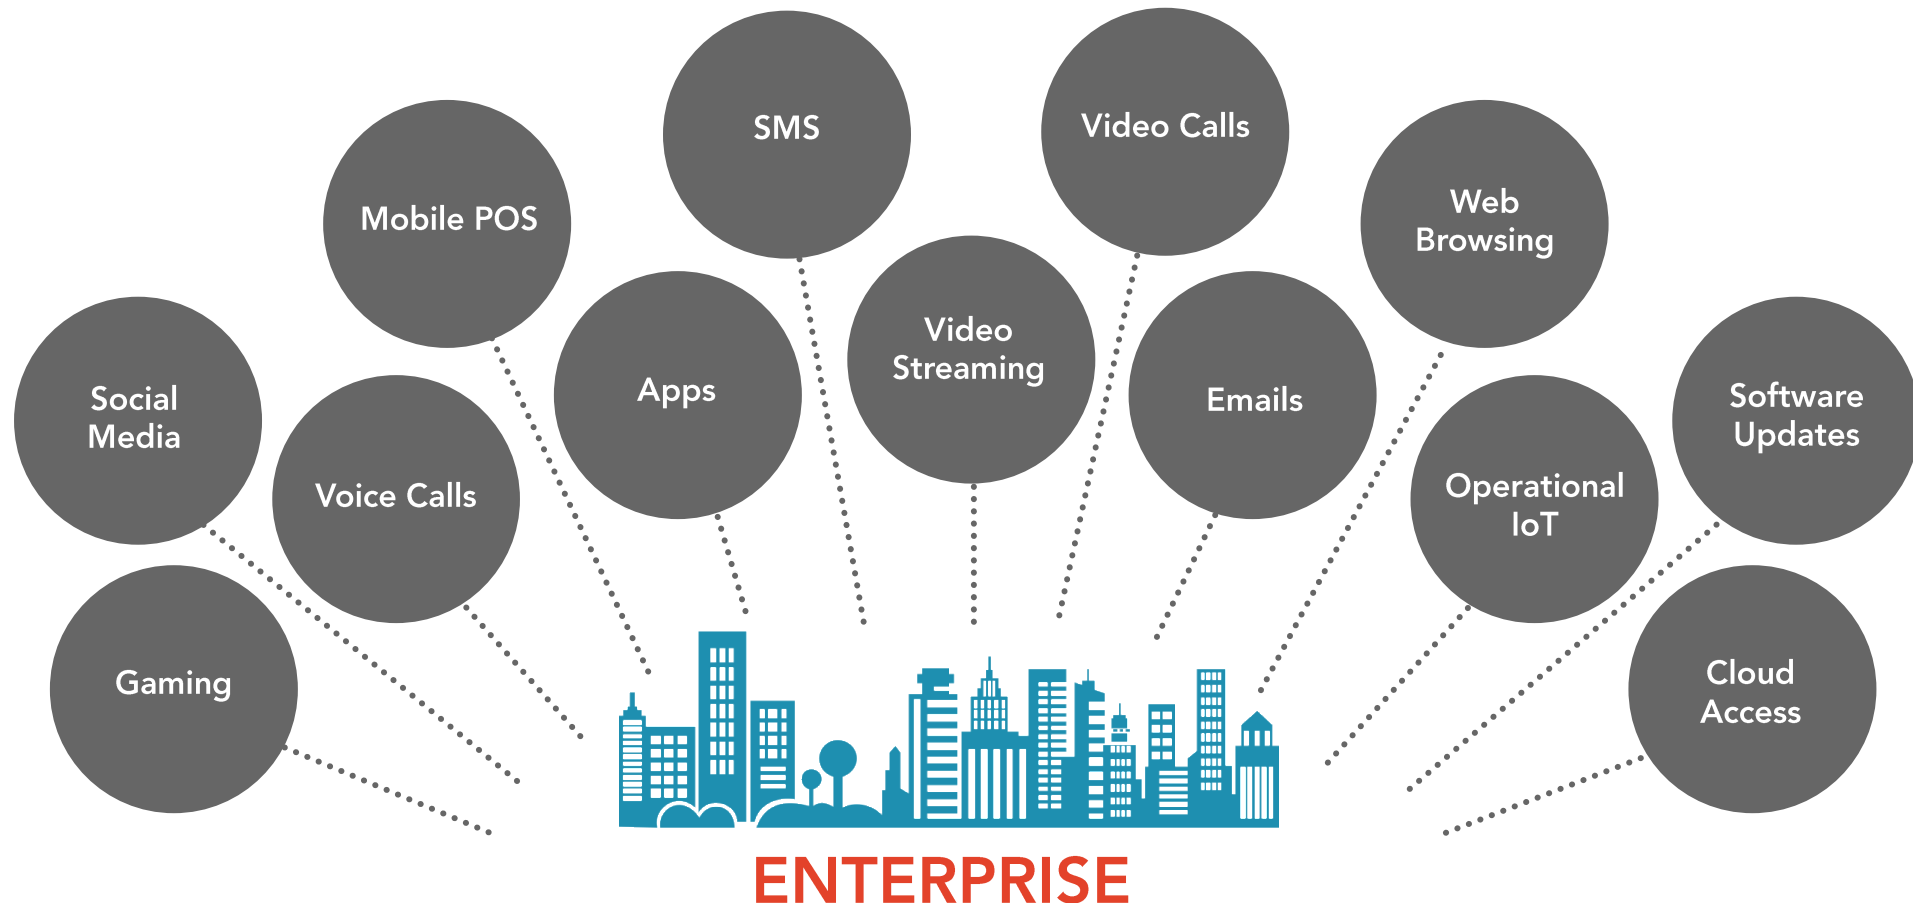 SMS
Video Calls
Mobile POS
Web
Browsing
Video
Streaming
Apps
Emails
Social
Media
Software
Updates
Voice Calls
Operational
IoT
Gaming
Cloud
Access
ENTERPRISE